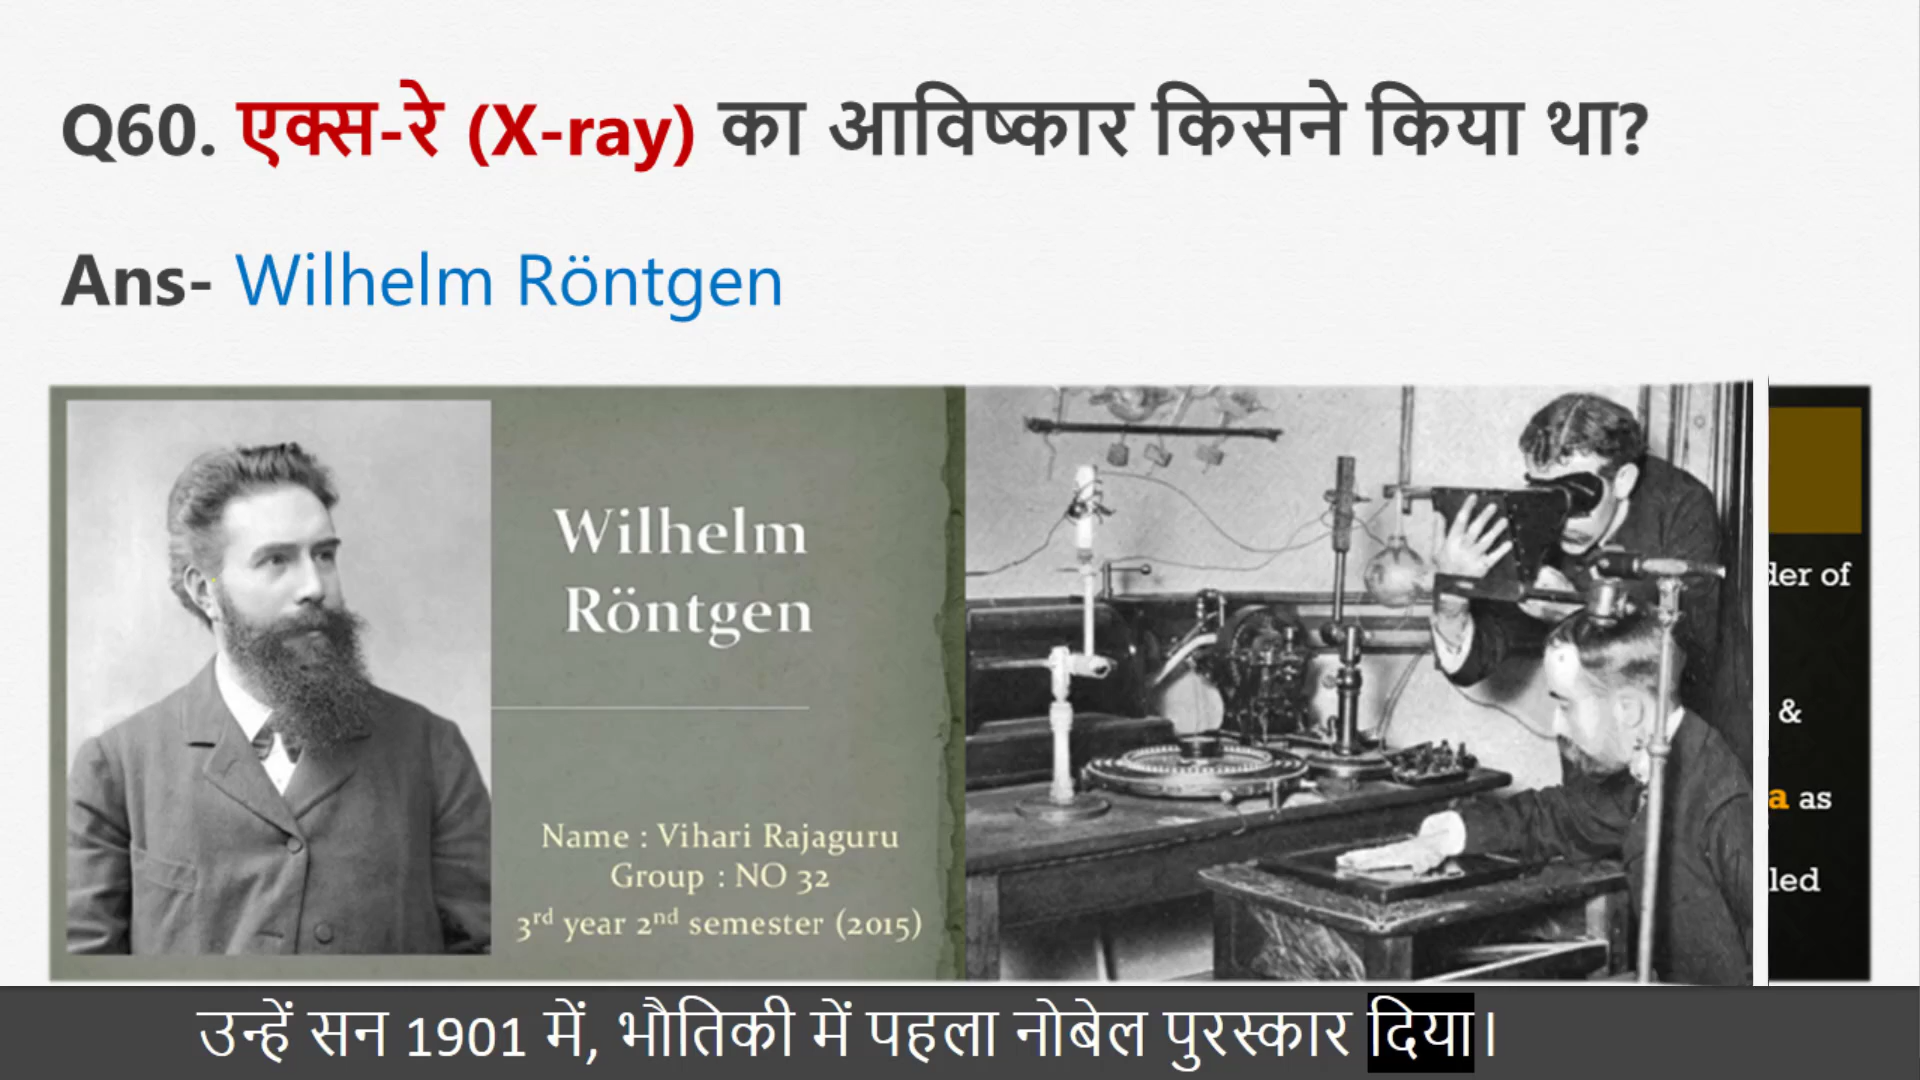 Q60. एक्स-रे (X-ray) का आविष्कार किसने किया था?
Ans- Wilhelm Röntgen
Wilhelm
Röntgen
Name : Vihari Rajaguru
Group : NO 32
3rd year 2nd semester (2015)
der of
&
a as
led
उन्हें सन 1901 में, भौतिकी में पहला नोबेल पुरस्कार दिया।